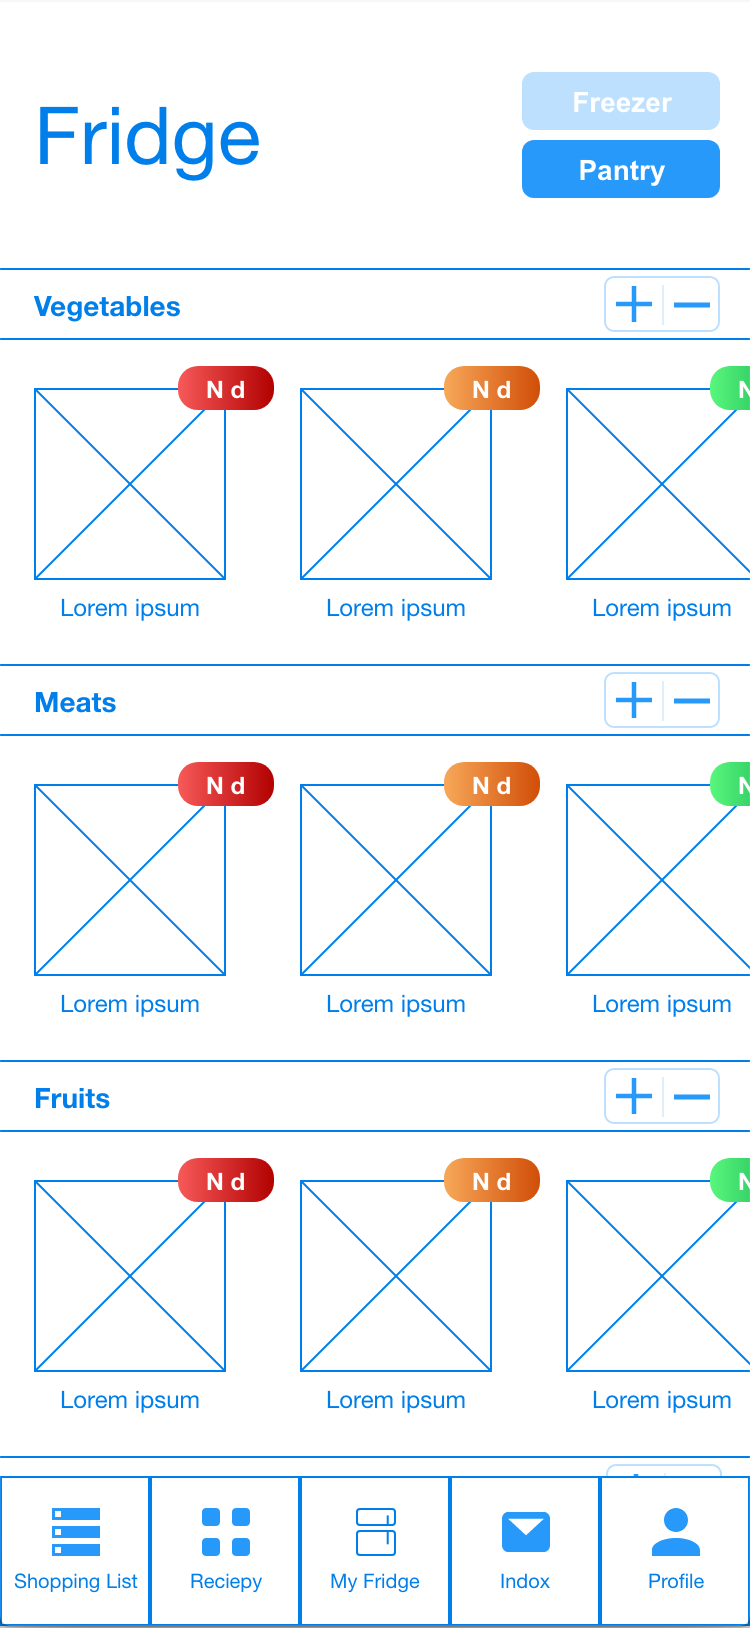 Fridge
Freezer
Pantry
Vegetables
N d
N d
N
Lorem ipsum
Lorem ipsum
Lorem ipsum
Meats
N d
N d
N
Lorem ipsum
Lorem ipsum
Lorem ipsum
Fruits
N d
N d
N
Lorem ipsum
Lorem ipsum
Lorem ipsum
Shopping List
Reciepy
My Fridge
Indox
Profile